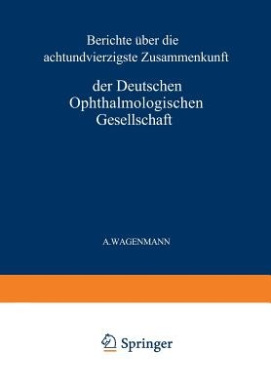 Berichte über die
achtundvierzigste Zusammenkunft
der Deutschen
Ophthalmologischen
Gesellschaft
A.WAGENMANN
Springer